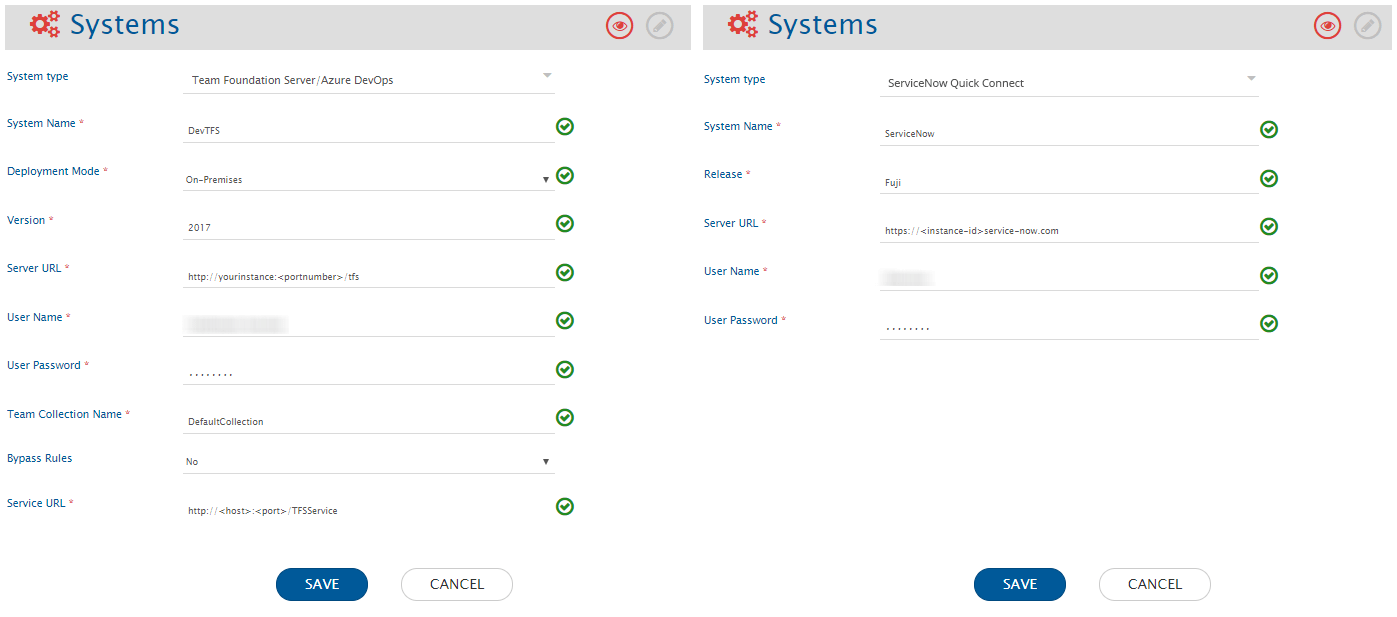 Systems
System type
Team Foundation Server/Azure DevOps
System Name *
DevTFS
Deployment Mode *
On-Premises
Version *
2017
Server URL *
http://yourinstance:<portnumber>/tfs
User Name *
User Password *
........
Team Collection Name *
DefaultCollection
Bypass Rules
No
Service URL *
http://<host>:<port>/TFSService
SAVE
CANCEL
Systems
System type
ServiceNow Quick Connect
System Name *
ServiceNow
Release *
Fuji
Server URL *
https://<instance-id>service-now.com
User Name *
User Password *
........
SAVE
CANCEL